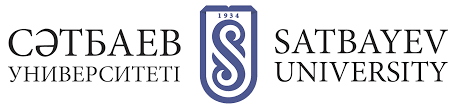 СӘТБАЕВ
УНИВЕРСИТЕТІ
1934
SATBAYEV
UNIVERSITY